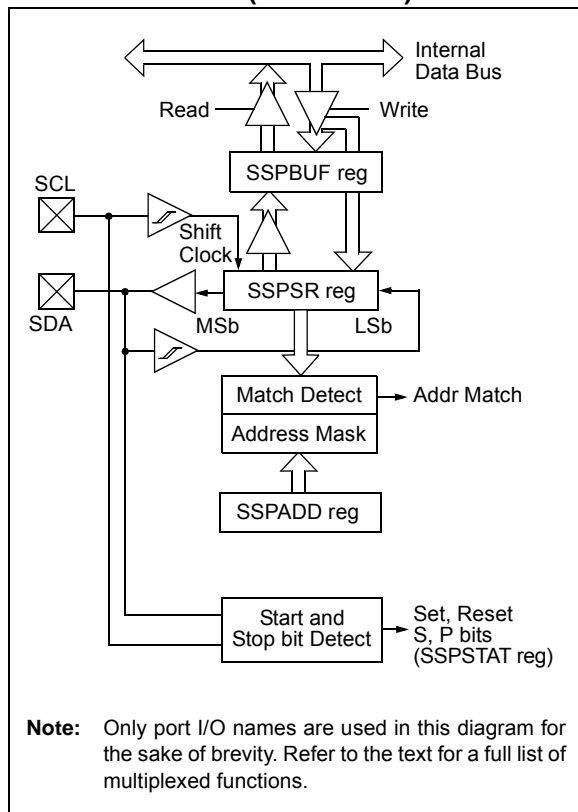 Internal
Data Bus
Read
Write
SSPBUF reg
SCL
Shift
Clock
SSPSR reg
SDA
MSb
LSb
Match Detect
Addr Match
Address Mask
SSPADD reg
Start and
Stop bit Detect
Set, Reset
S, P bits
(SSPSTAT reg)
Note: Only port I/O names are used in this diagram for
the sake of brevity. Refer to the text for a full list of
multiplexed functions.